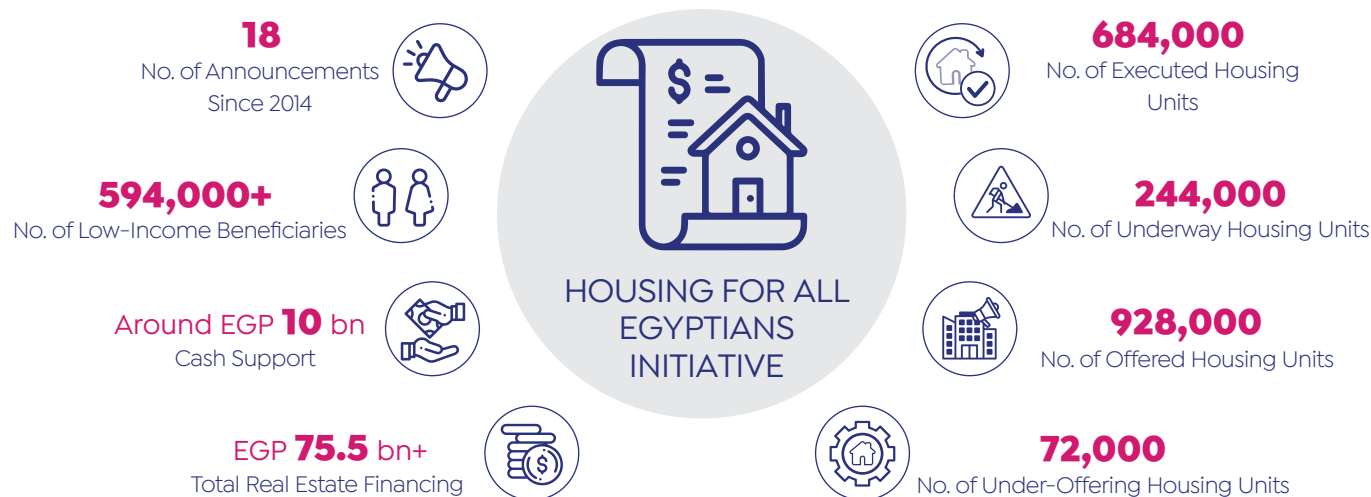 18
No. of Announcements
Since 2014
594,000+
No. of Low-Income Beneficiaries
Around EGP 10 bn
Cash Support
EGP 75.5 bn+
Total Real Estate Financing
$
$
HOUSING FOR ALL
EGYPTIANS
INITIATIVE
684,000
No. of Executed Housing
Units
244,000
No. of Underway Housing Units
928,000
No. of Offered Housing Units
72,000
No. of Under-Offering Housing Units